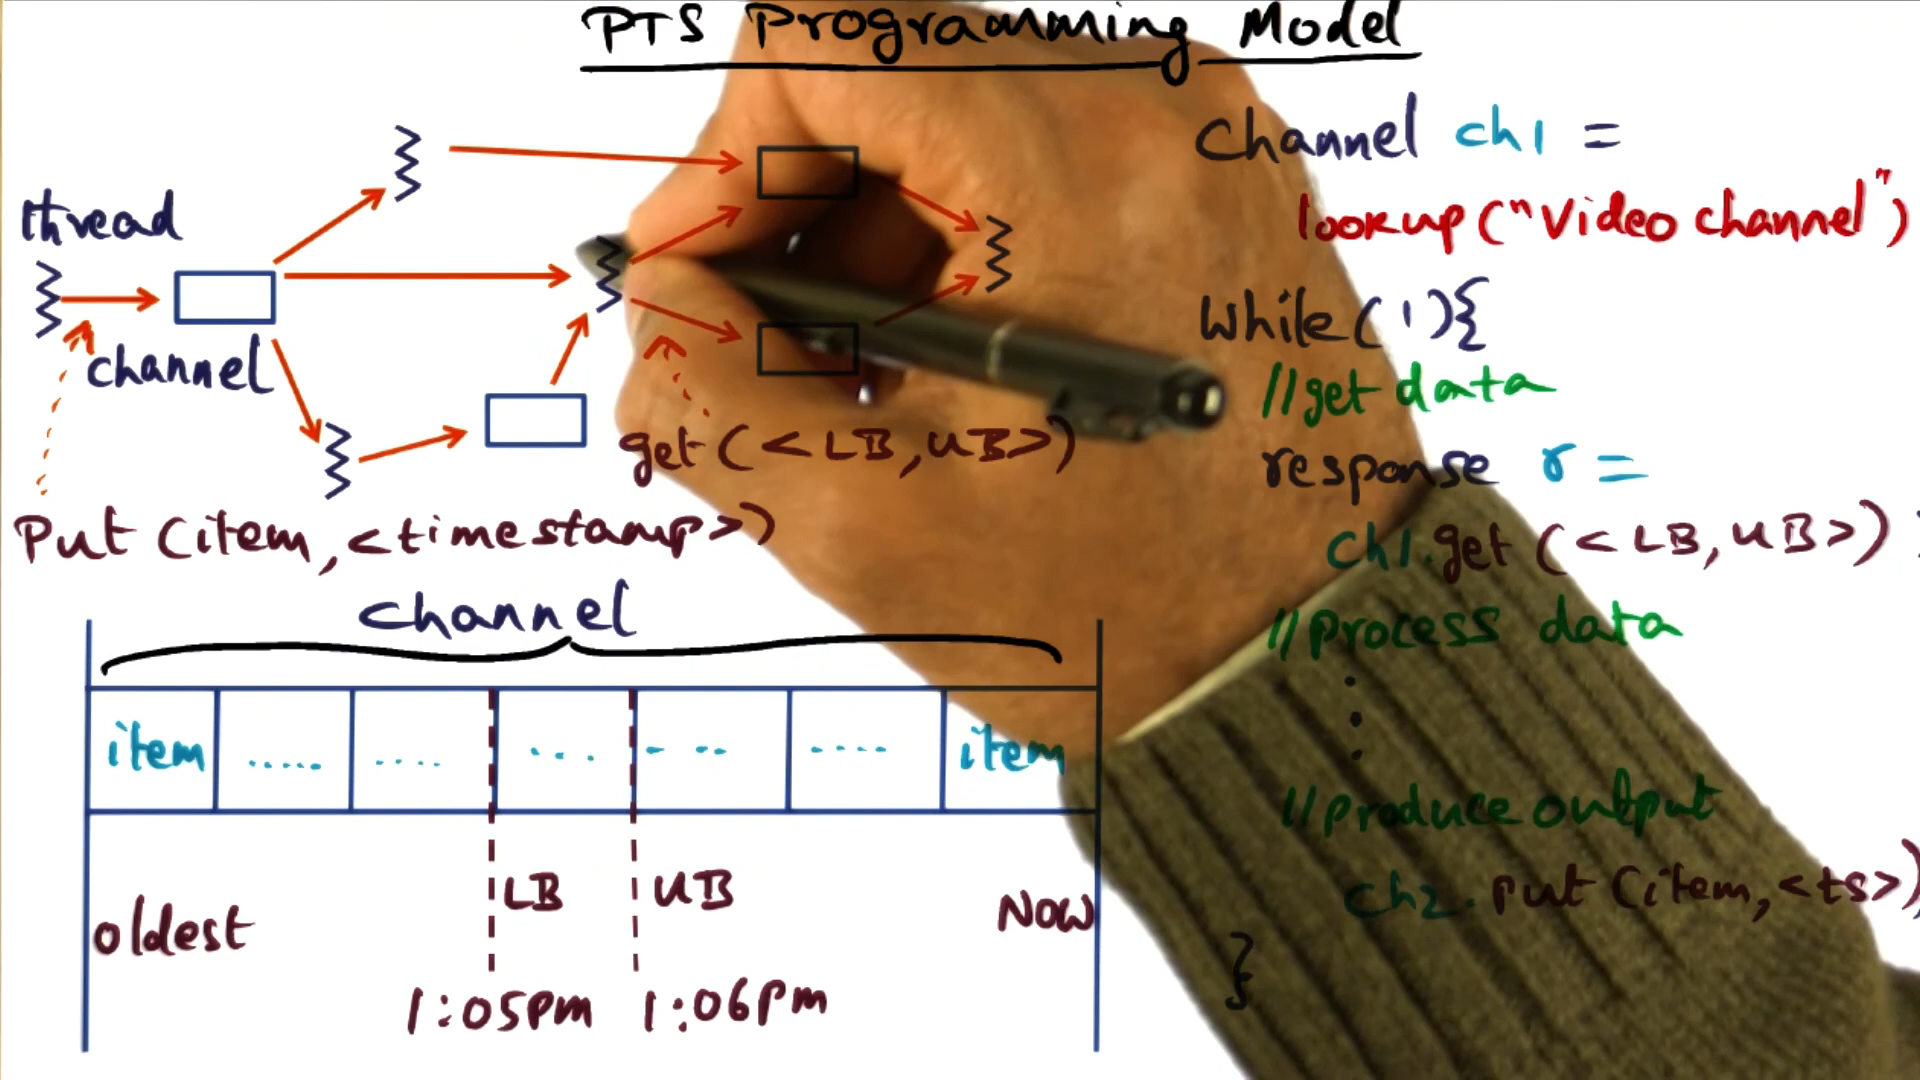 PTS Programming Model
thread
channel
get (<LB, UB>)
Put (item, <timestamp>)
channel
item ..... .... .... - -- .... item
LB UB
oldest Now
1:05pm 1:06pm
Channel ch1 =
lookup ("Video channel")
While (1) {
//get data
response r =
ch1.get (<LB, UB>)
//process data
.
.
.
//produce output
ch2.put (item, <ts>)
}